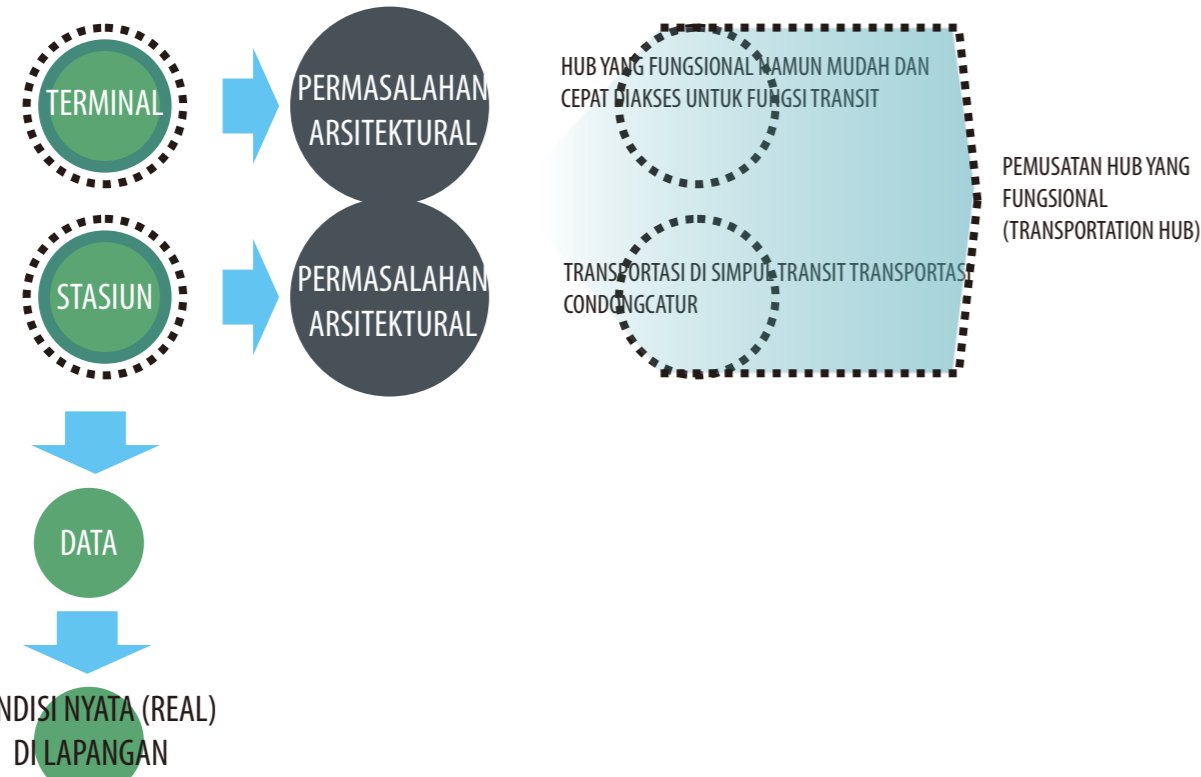 TERMINAL
PERMASALAHAN
ARSITEKTURAL
HUB YANG FUNGSIONAL NAMUN MUDAH DAN
CEPAT DIAKSES UNTUK FUNGSI TRANSIT
PEMUSATAN HUB YANG
FUNGSIONAL
(TRANSPORTATION HUB)
STASIUN
PERMASALAHAN
ARSITEKTURAL
TRANSPORTASI DI SIMPUL TRANSIT TRANSPORTASI
CONDONGCATUR
DATA
NDISI NYATA (REAL)
DI LAPANGAN